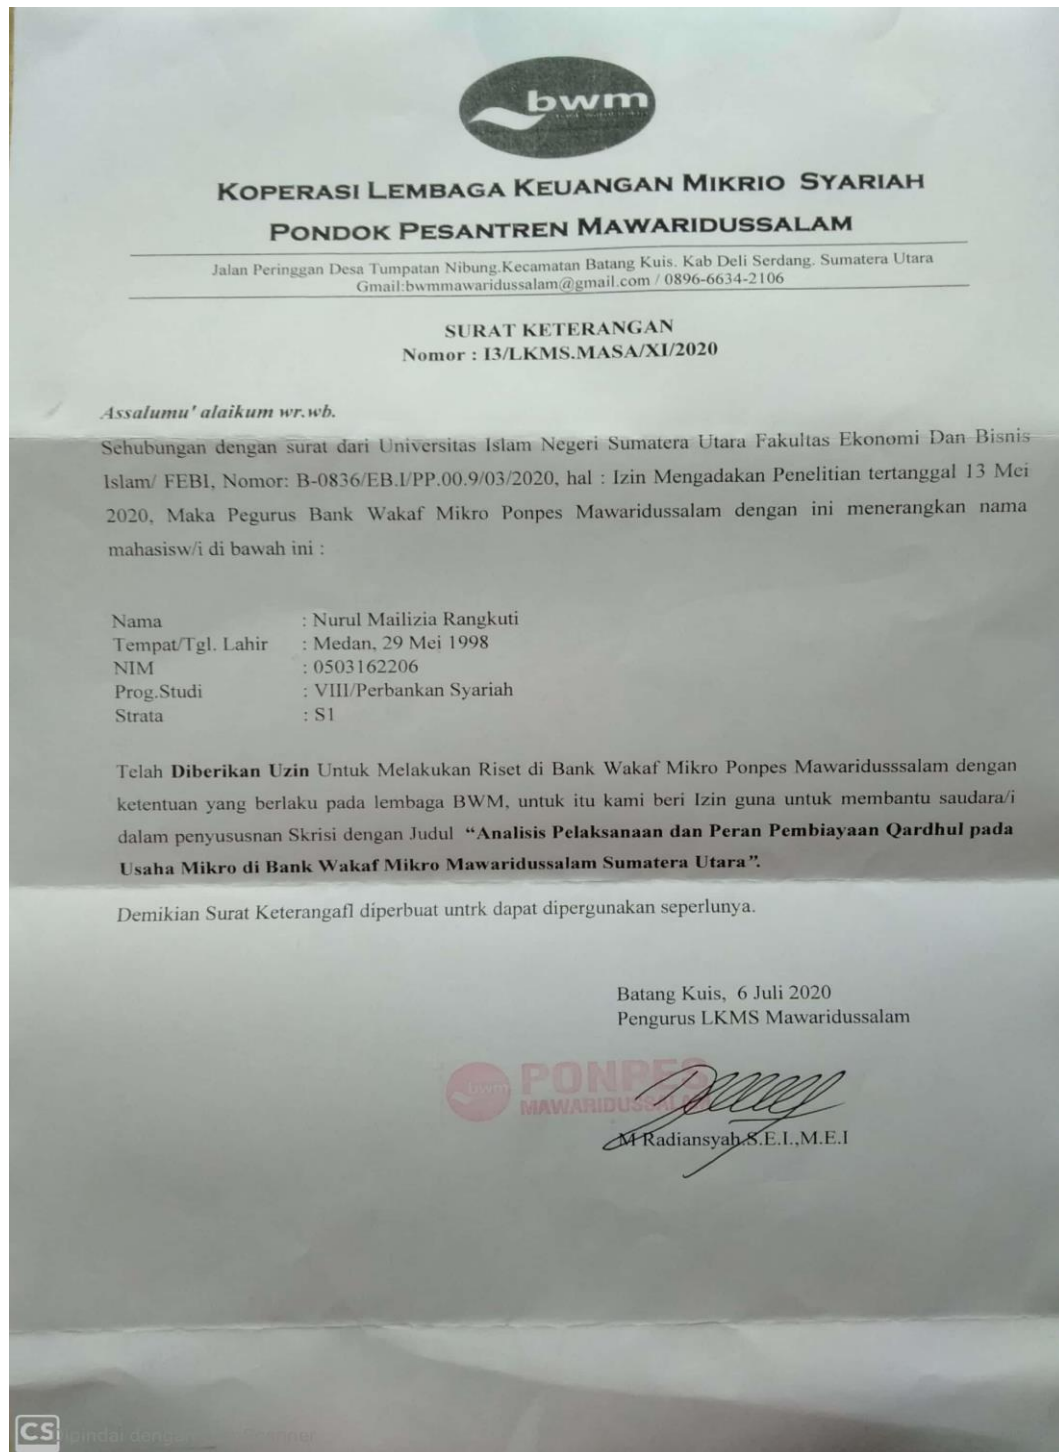 bwm
KOPERASI LEMBAGA KEUANGAN MIKRIO SYARIAH
PONDOK PESANTREN MAWARIDUSSALAM
Jalan Peringgan Desa Tumpatan Nibung.Kecamatan Batang Kuis. Kab Deli Serdang. Sumatera Utara
Gmail:bwmmawaridussalam@gmail.com / 0896-6634-2106
SURAT KETERANGAN
Nomor : I3/LKMS.MASA/XI/2020
Assalumu' alaikum wr.wb.
Sehubungan dengan surat dari Universitas Islam Negeri Sumatera Utara Fakultas Ekonomi Dan Bisnis
Islam/ FEBI, Nomor: B-0836/EB.I/PP.00.9/03/2020, hal : Izin Mengadakan Penelitian tertanggal 13 Mei
2020, Maka Pegurus Bank Wakaf Mikro Ponpes Mawaridussalam dengan ini menerangkan nama
mahasisw/i di bawah ini :
Nama : Nurul Mailizia Rangkuti
Tempat/Tgl. Lahir : Medan, 29 Mei 1998
NIM : 0503162206
Prog.Studi : VIII/Perbankan Syariah
Strata : S1
Telah Diberikan Uzin Untuk Melakukan Riset di Bank Wakaf Mikro Ponpes Mawaridusssalam dengan
ketentuan yang berlaku pada lembaga BWM, untuk itu kami beri Izin guna untuk membantu saudara/i
dalam penyususnan Skrisi dengan Judul “Analisis Pelaksanaan dan Peran Pembiayaan Qardhul pada
Usaha Mikro di Bank Wakaf Mikro Mawaridussalam Sumatera Utara”.
Demikian Surat Keterangafl diperbuat untrk dapat dipergunakan seperlunya.
Batang Kuis, 6 Juli 2020
Pengurus LKMS Mawaridussalam
bwm PONPES
MAWARIDUSSALAM
M Radiansyah.S.E.I.,M.E.I
CS Dipindai dengan CamScanner